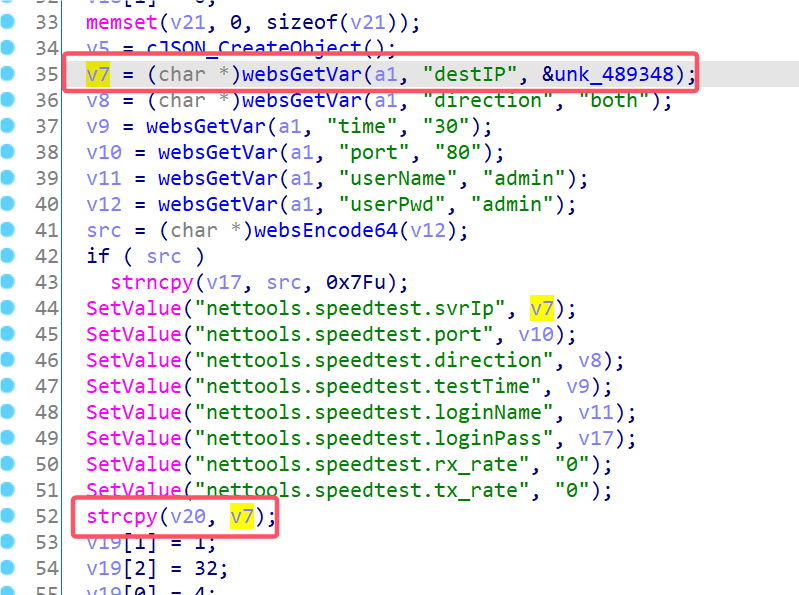 33 memset(v21, 0, sizeof(v21));
34 v5 = cJSON_CreateObject();
35 v7 = (char *)websGetVar(a1, "destIP", &unk_489348);
36 v8 = (char *)websGetVar(a1, "direction", "both");
37 v9 = websGetVar(a1, "time", "30");
38 v10 = websGetVar(a1, "port", "80");
39 v11 = websGetVar(a1, "userName", "admin");
40 v12 = websGetVar(a1, "userPwd", "admin");
41 src = (char *)websEncode64(v12);
42 if ( src )
43 strncpy(v17, src, 0x7Fu);
44 SetValue("nettools.speedtest.svrIp", v7);
45 SetValue("nettools.speedtest.port", v10);
46 SetValue("nettools.speedtest.direction", v8);
47 SetValue("nettools.speedtest.testTime", v9);
48 SetValue("nettools.speedtest.loginName", v11);
49 SetValue("nettools.speedtest.loginPass", v17);
50 SetValue("nettools.speedtest.rx_rate", "0");
51 SetValue("nettools.speedtest.tx_rate", "0");
52 strcpy(v20, v7);
53 v19[1] = 1;
54 v19[2] = 32;
55 v19[0] = 4;